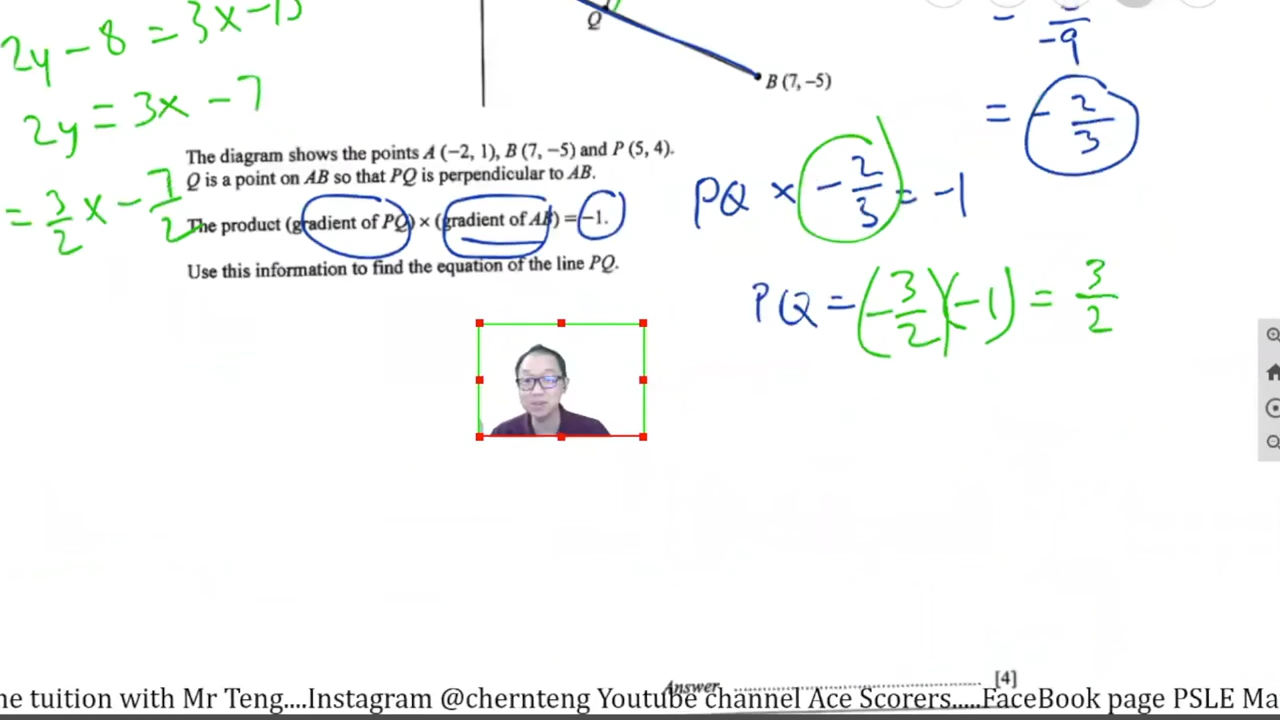 2y - 8 = 3x - 15
2y = 3x - 7
= 3/2 x - 7/2
Q
B (7, −5)
The diagram shows the points A (−2, 1), B (7, −5) and P (5, 4).
Q is a point on AB so that PQ is perpendicular to AB.
The product (gradient of PQ) × (gradient of AB) = −1.
Use this information to find the equation of the line PQ.
-9
= - 2/3
PQ × - 2/3 = -1
PQ = (- 3/2)(-1) = 3/2
Answer ............................................................ [4]
ne tuition with Mr Teng....Instagram @chernteng Youtube channel Ace Scorers.....FaceBook page PSLE Ma